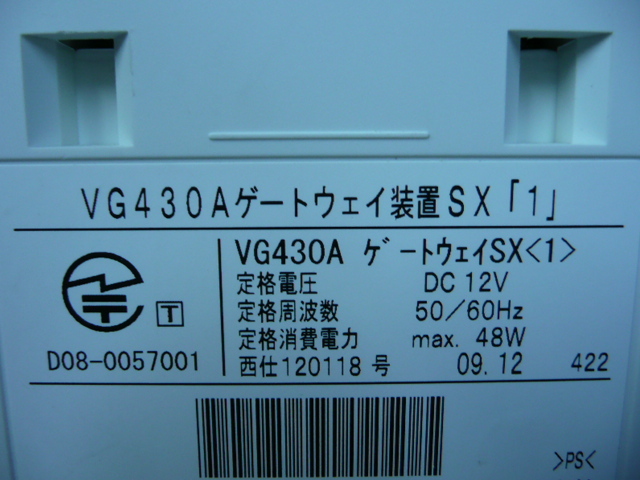 VG430Aゲートウェイ装置SX「1」
VG430A ゲートウェイSX<1>
定格電圧 DC 12V
定格周波数 50/60Hz
定格消費電力 max. 48W
T
D08-0057001
西仕120118 号 09.12 422
>PS<